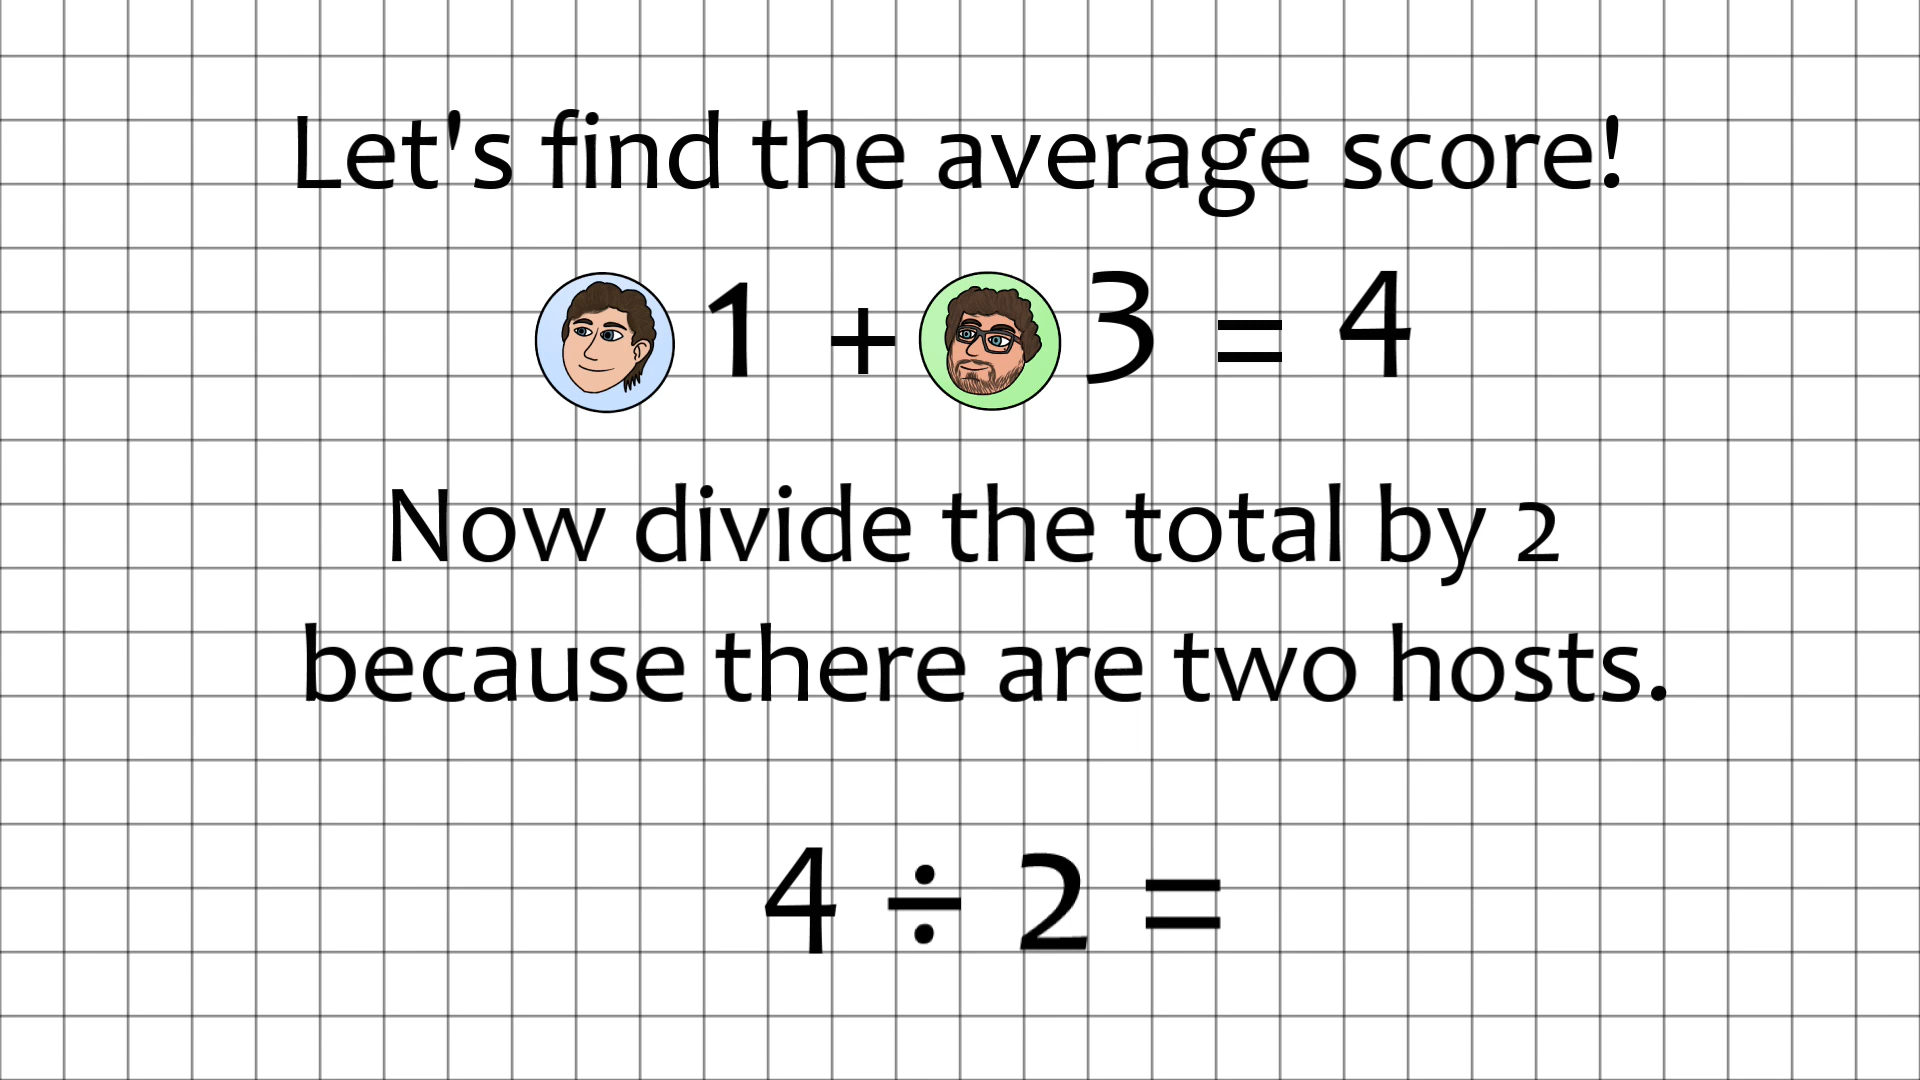 Let's find the average score!
1 + 3 = 4
Now divide the total by 2
because there are two hosts.
4 ÷ 2 =